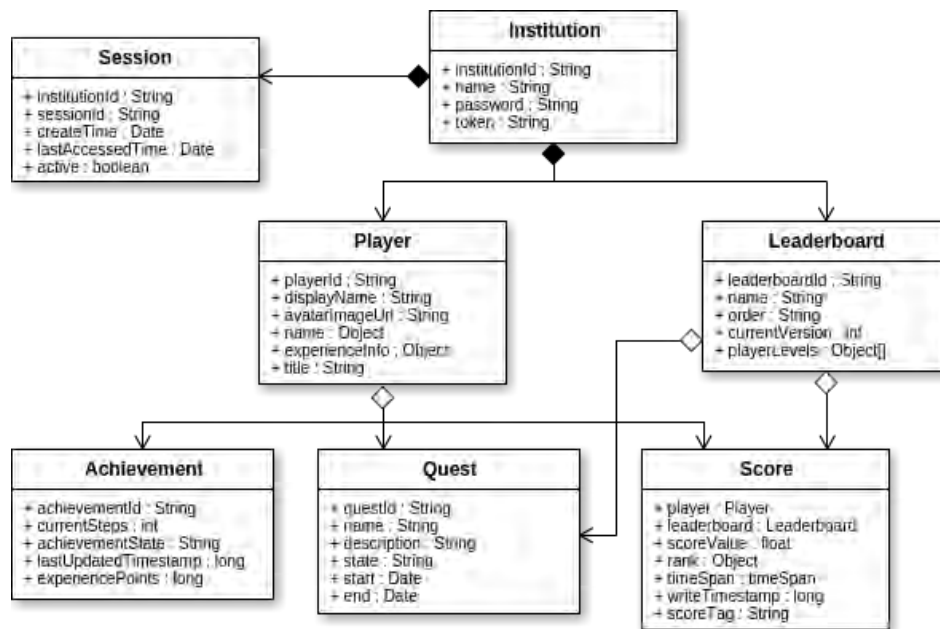 Institution
+ institutionId : String
+ name : String
+ password : String
+ token : String
Session
+ institutionId : String
+ sessionId : String
+ createTime : Date
+ lastAccessedTime : Date
+ active : boolean
Player
+ playerId : String
+ displayName : String
+ avatarImageUrl : String
+ name : Object
+ experienceInfo : Object
+ title : String
Leaderboard
+ leaderboardId : String
+ name : String
+ order : String
+ currentVersion : int
+ playerLevels : Object[]
Achievement
+ achievementId : String
+ currentSteps : int
+ achievementState : String
+ lastUpdatedTimestamp : long
+ experiencePoints : long
Quest
+ questId : String
+ name : String
+ description : String
+ state : String
+ start : Date
+ end : Date
Score
+ player : Player
+ leaderboard : Leaderboard
+ scoreValue : float
+ rank : Object
+ timeSpan : timeSpan
+ writeTimestamp : long
+ scoreTag : String